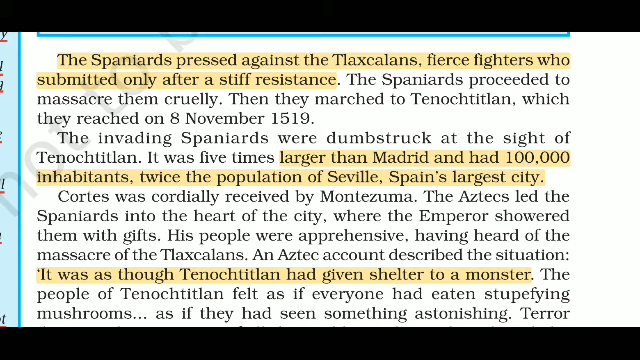 The Spaniards pressed against the Tlaxcalans, fierce fighters who
submitted only after a stiff resistance. The Spaniards proceeded to
massacre them cruelly. Then they marched to Tenochtitlan, which
they reached on 8 November 1519.
The invading Spaniards were dumbstruck at the sight of
Tenochtitlan. It was five times larger than Madrid and had 100,000
inhabitants, twice the population of Seville, Spain's largest city.
Cortes was cordially received by Montezuma. The Aztecs led the
Spaniards into the heart of the city, where the Emperor showered
them with gifts. His people were apprehensive, having heard of the
massacre of the Tlaxcalans. An Aztec account described the situation:
'It was as though Tenochtitlan had given shelter to a monster. The
people of Tenochtitlan felt as if everyone had eaten stupefying
mushrooms... as if they had seen something astonishing. Terror